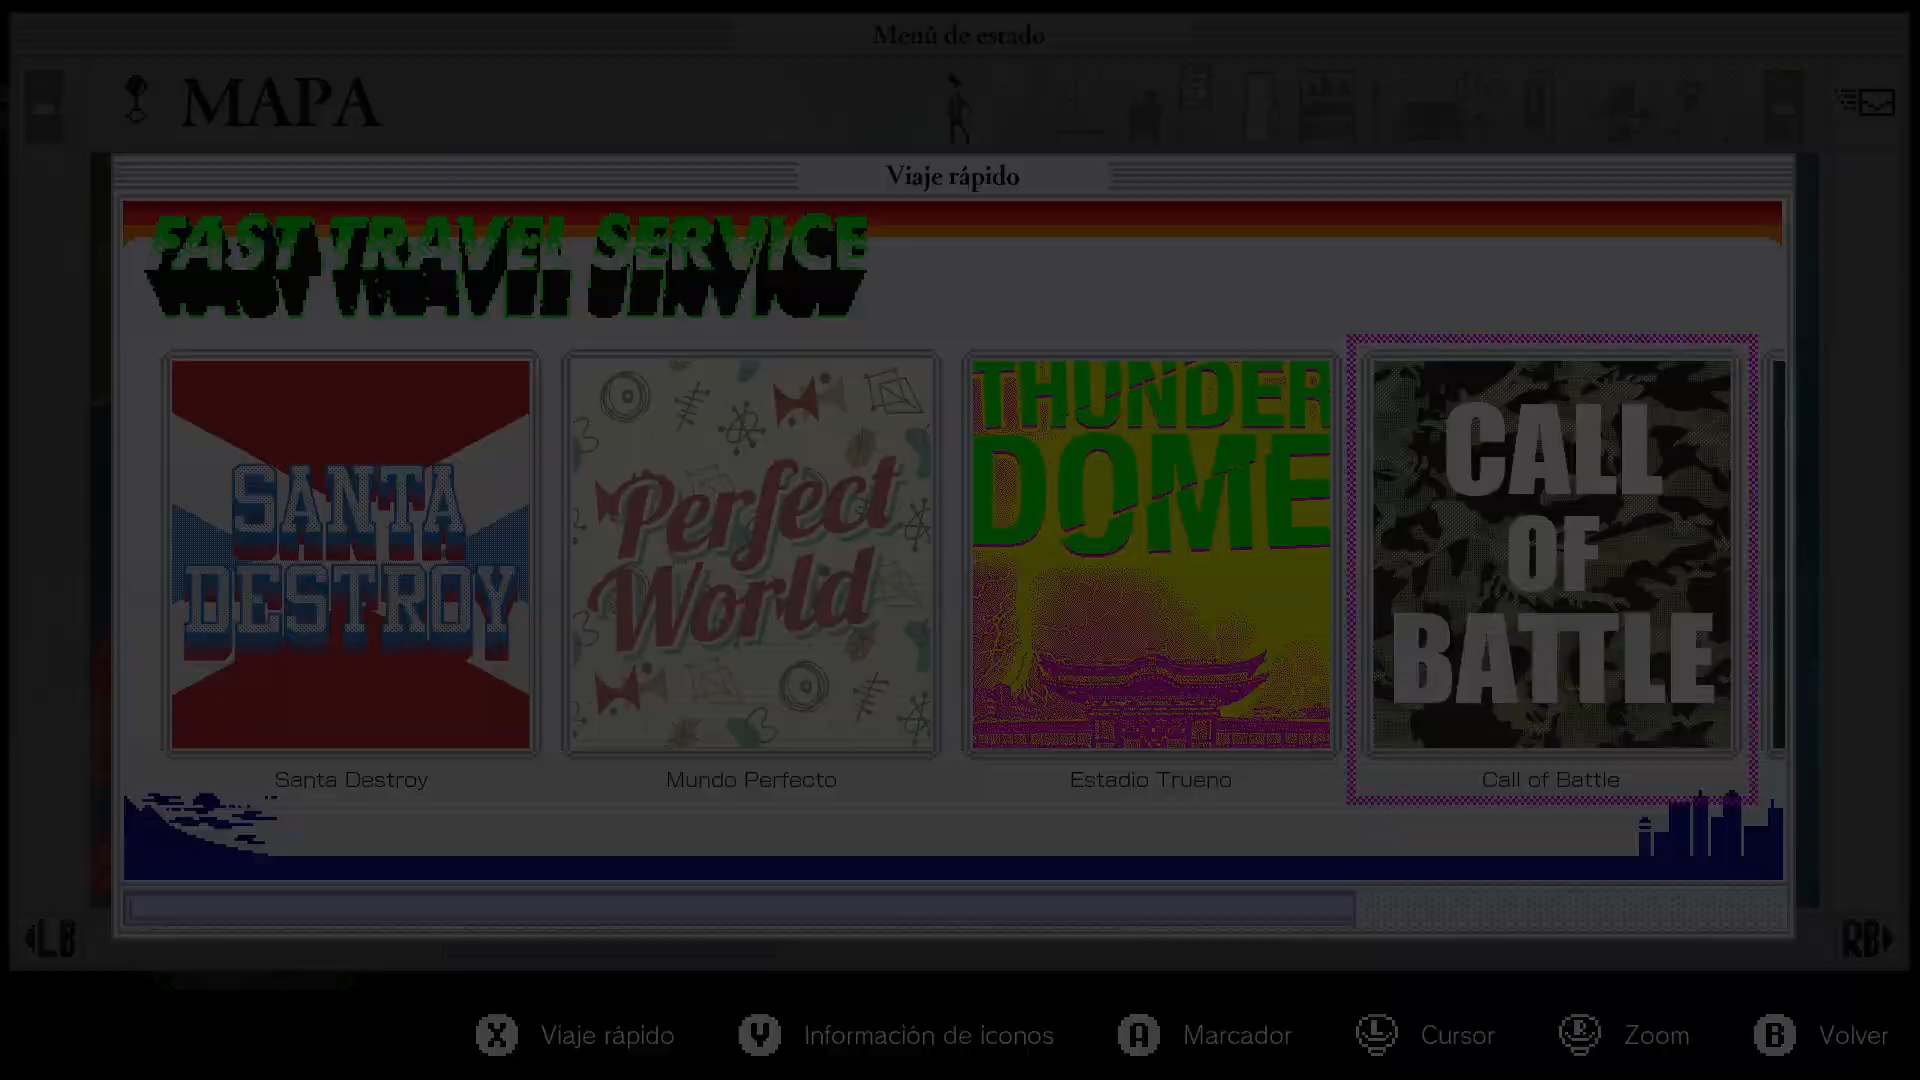 Menú de estado
MAPA
Viaje rápido
FAST TRAVEL SERVICE
SANTA
DESTROY
Perfect
World
THUNDER
DOME
CALL
OF
BATTLE
Santa Destroy
Mundo Perfecto
Estadio Trueno
Call of Battle
LB
RB
X Viaje rápido
Y Información de iconos
A Marcador
L Cursor
R Zoom
B Volver